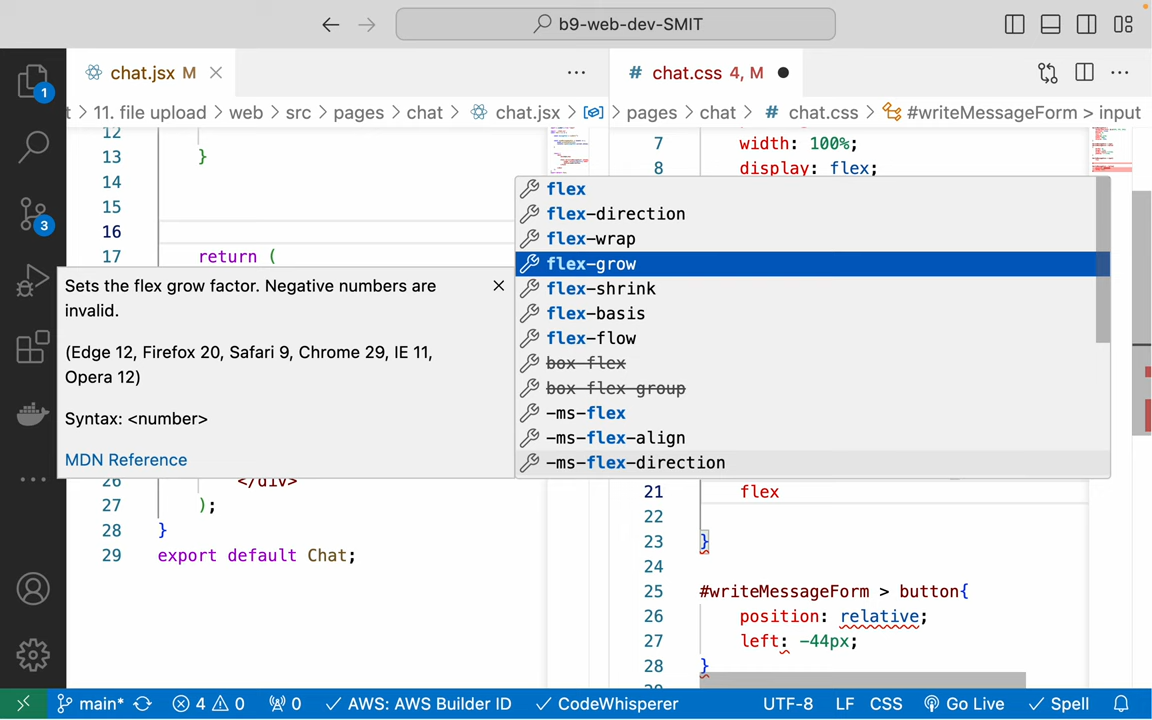 b9-web-dev-SMIT
chat.jsx M
chat.css 4, M
11. file upload > web > src > pages > chat > chat.jsx >
> pages > chat > chat.css > #writeMessageForm > input
1
3
12
13 }
14
15
16
17 return (
26 </div>
27 );
28 }
29 export default Chat;
7 width: 100%;
8 display: flex;
flex
flex-direction
flex-wrap
flex-grow
flex-shrink
flex-basis
flex-flow
box-flex
box-flex-group
-ms-flex
-ms-flex-align
-ms-flex-direction
Sets the flex grow factor. Negative numbers are
invalid.
(Edge 12, Firefox 20, Safari 9, Chrome 29, IE 11,
Opera 12)
Syntax: <number>
MDN Reference
21 flex
22
23 }
24
25 #writeMessageForm > button{
26 position: relative;
27 left: -44px;
28 }
main* 4 0 0 AWS: AWS Builder ID CodeWhisperer UTF-8 LF CSS Go Live Spell